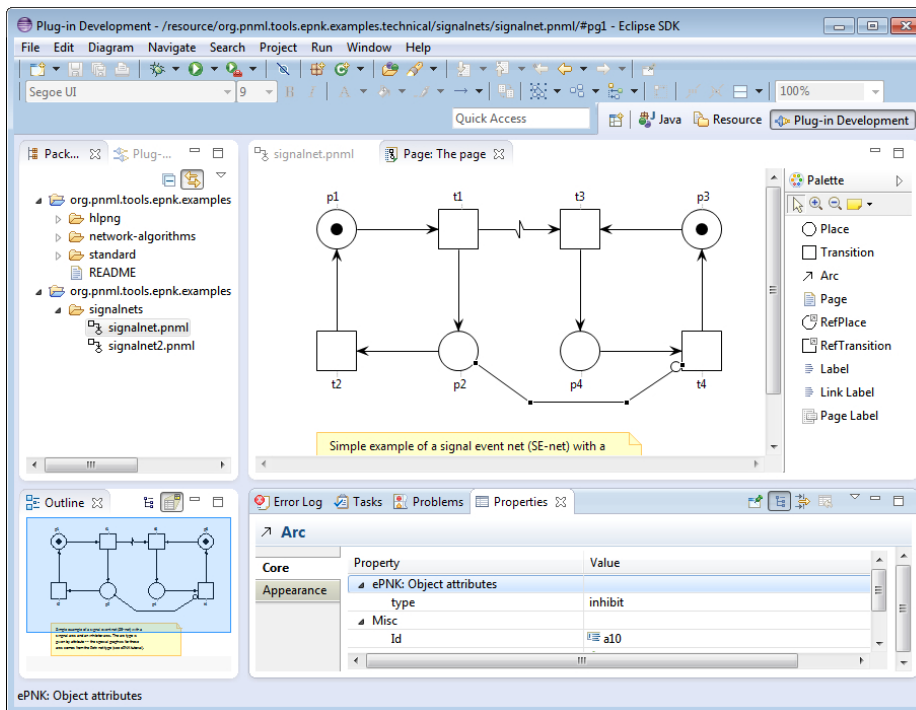 Plug-in Development - /resource/org.pnml.tools.epnk.examples.technical/signalnets/signalnet.pnml/#pg1 - Eclipse SDK
File Edit Diagram Navigate Search Project Run Window Help
Segoe UI 9 B I A 100%
Quick Access Java Resource Plug-in Development
Pack... Plug-...
org.pnml.tools.epnk.examples
hlpng
network-algorithms
standard
README
org.pnml.tools.epnk.examples
signalnets
signalnet.pnml
signalnet2.pnml
signalnet.pnml Page: The page
p1 t1 t3 p3
t2 p2 p4 t4
Simple example of a signal event net (SE-net) with a
Palette
Place
Transition
Arc
Page
RefPlace
RefTransition
Label
Link Label
Page Label
Outline
Error Log Tasks Problems Properties
Arc
Core
Appearance
Property Value
ePNK: Object attributes
type inhibit
Misc
Id a10
ePNK: Object attributes